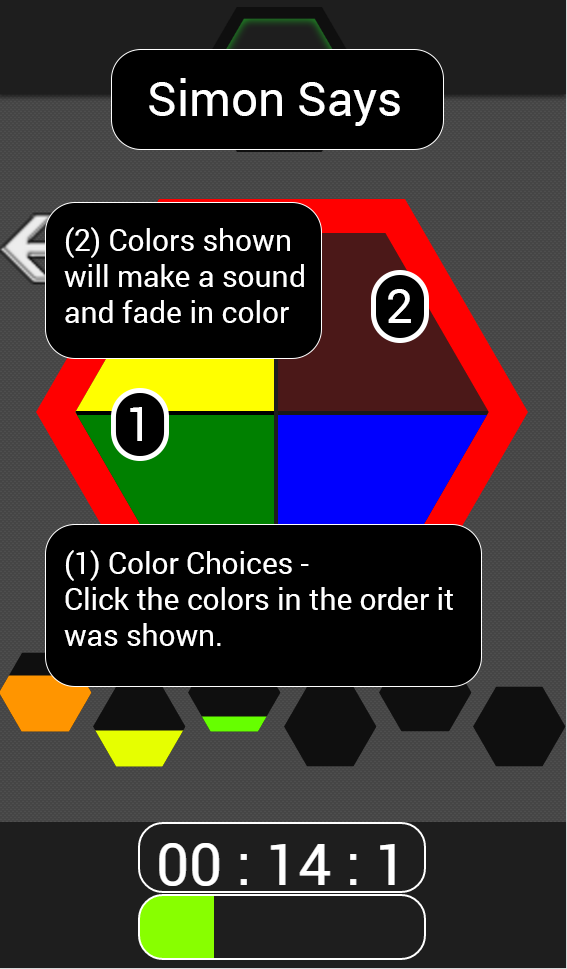 Simon Says
(2) Colors shown
will make a sound
and fade in color
2
1
(1) Color Choices -
Click the colors in the order it
was shown.
00 : 14 : 1